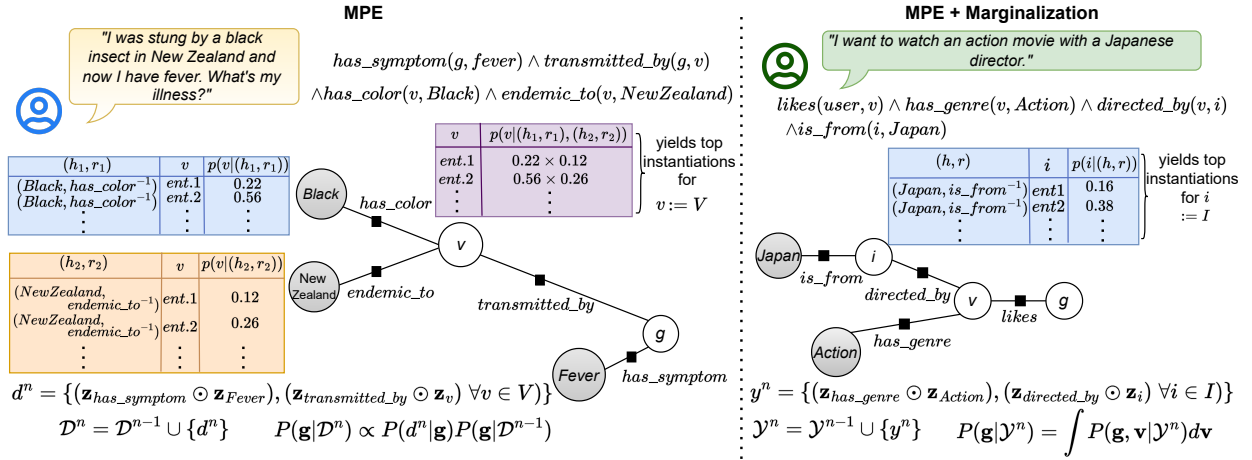 MPE
"I was stung by a black
insect in New Zealand and
now I have fever. What's my
illness?"
has_symptom(g, fever) ∧ transmitted_by(g, v)
∧has_color(v, Black) ∧ endemic_to(v, NewZealand)
(h₁, r₁) v p(v|(h₁, r₁))
(Black, has_color⁻¹) ent.1 0.22
(Black, has_color⁻¹) ent.2 0.56
⋮ ⋮ ⋮
(h₂, r₂) v p(v|(h₂, r₂))
(NewZealand,
endemic_to⁻¹) ent.1 0.12
(NewZealand,
endemic_to⁻¹) ent.2 0.26
⋮ ⋮ ⋮
v p(v|(h₁, r₁), (h₂, r₂))
ent.1 0.22 × 0.12
ent.2 0.56 × 0.26
⋮ ⋮
yields top
instantiations
for
v := V
Black
has_color
New
Zealand
endemic_to
v
transmitted_by
g
Fever
has_symptom
dⁿ = {(z_has_symptom ⊙ z_Fever), (z_transmitted_by ⊙ z_v) ∀v ∈ V)}
𝒟ⁿ = 𝒟ⁿ⁻¹ ∪ {dⁿ} P(g|𝒟ⁿ) ∝ P(dⁿ|g)P(g|𝒟ⁿ⁻¹)
MPE + Marginalization
"I want to watch an action movie with a Japanese
director."
likes(user, v) ∧ has_genre(v, Action) ∧ directed_by(v, i)
∧is_from(i, Japan)
(h, r) i p(i|(h, r))
(Japan, is_from⁻¹) ent1 0.16
(Japan, is_from⁻¹) ent2 0.38
⋮ ⋮ ⋮
yields top
instantiations
for i
:= I
Japan
is_from
i
directed_by
v
likes
g
Action
has_genre
yⁿ = {(z_has_genre ⊙ z_Action), (z_directed_by ⊙ z_i) ∀i ∈ I)}
𝒴ⁿ = 𝒴ⁿ⁻¹ ∪ {yⁿ} P(g|𝒴ⁿ) = ∫ P(g, v|𝒴ⁿ)dv